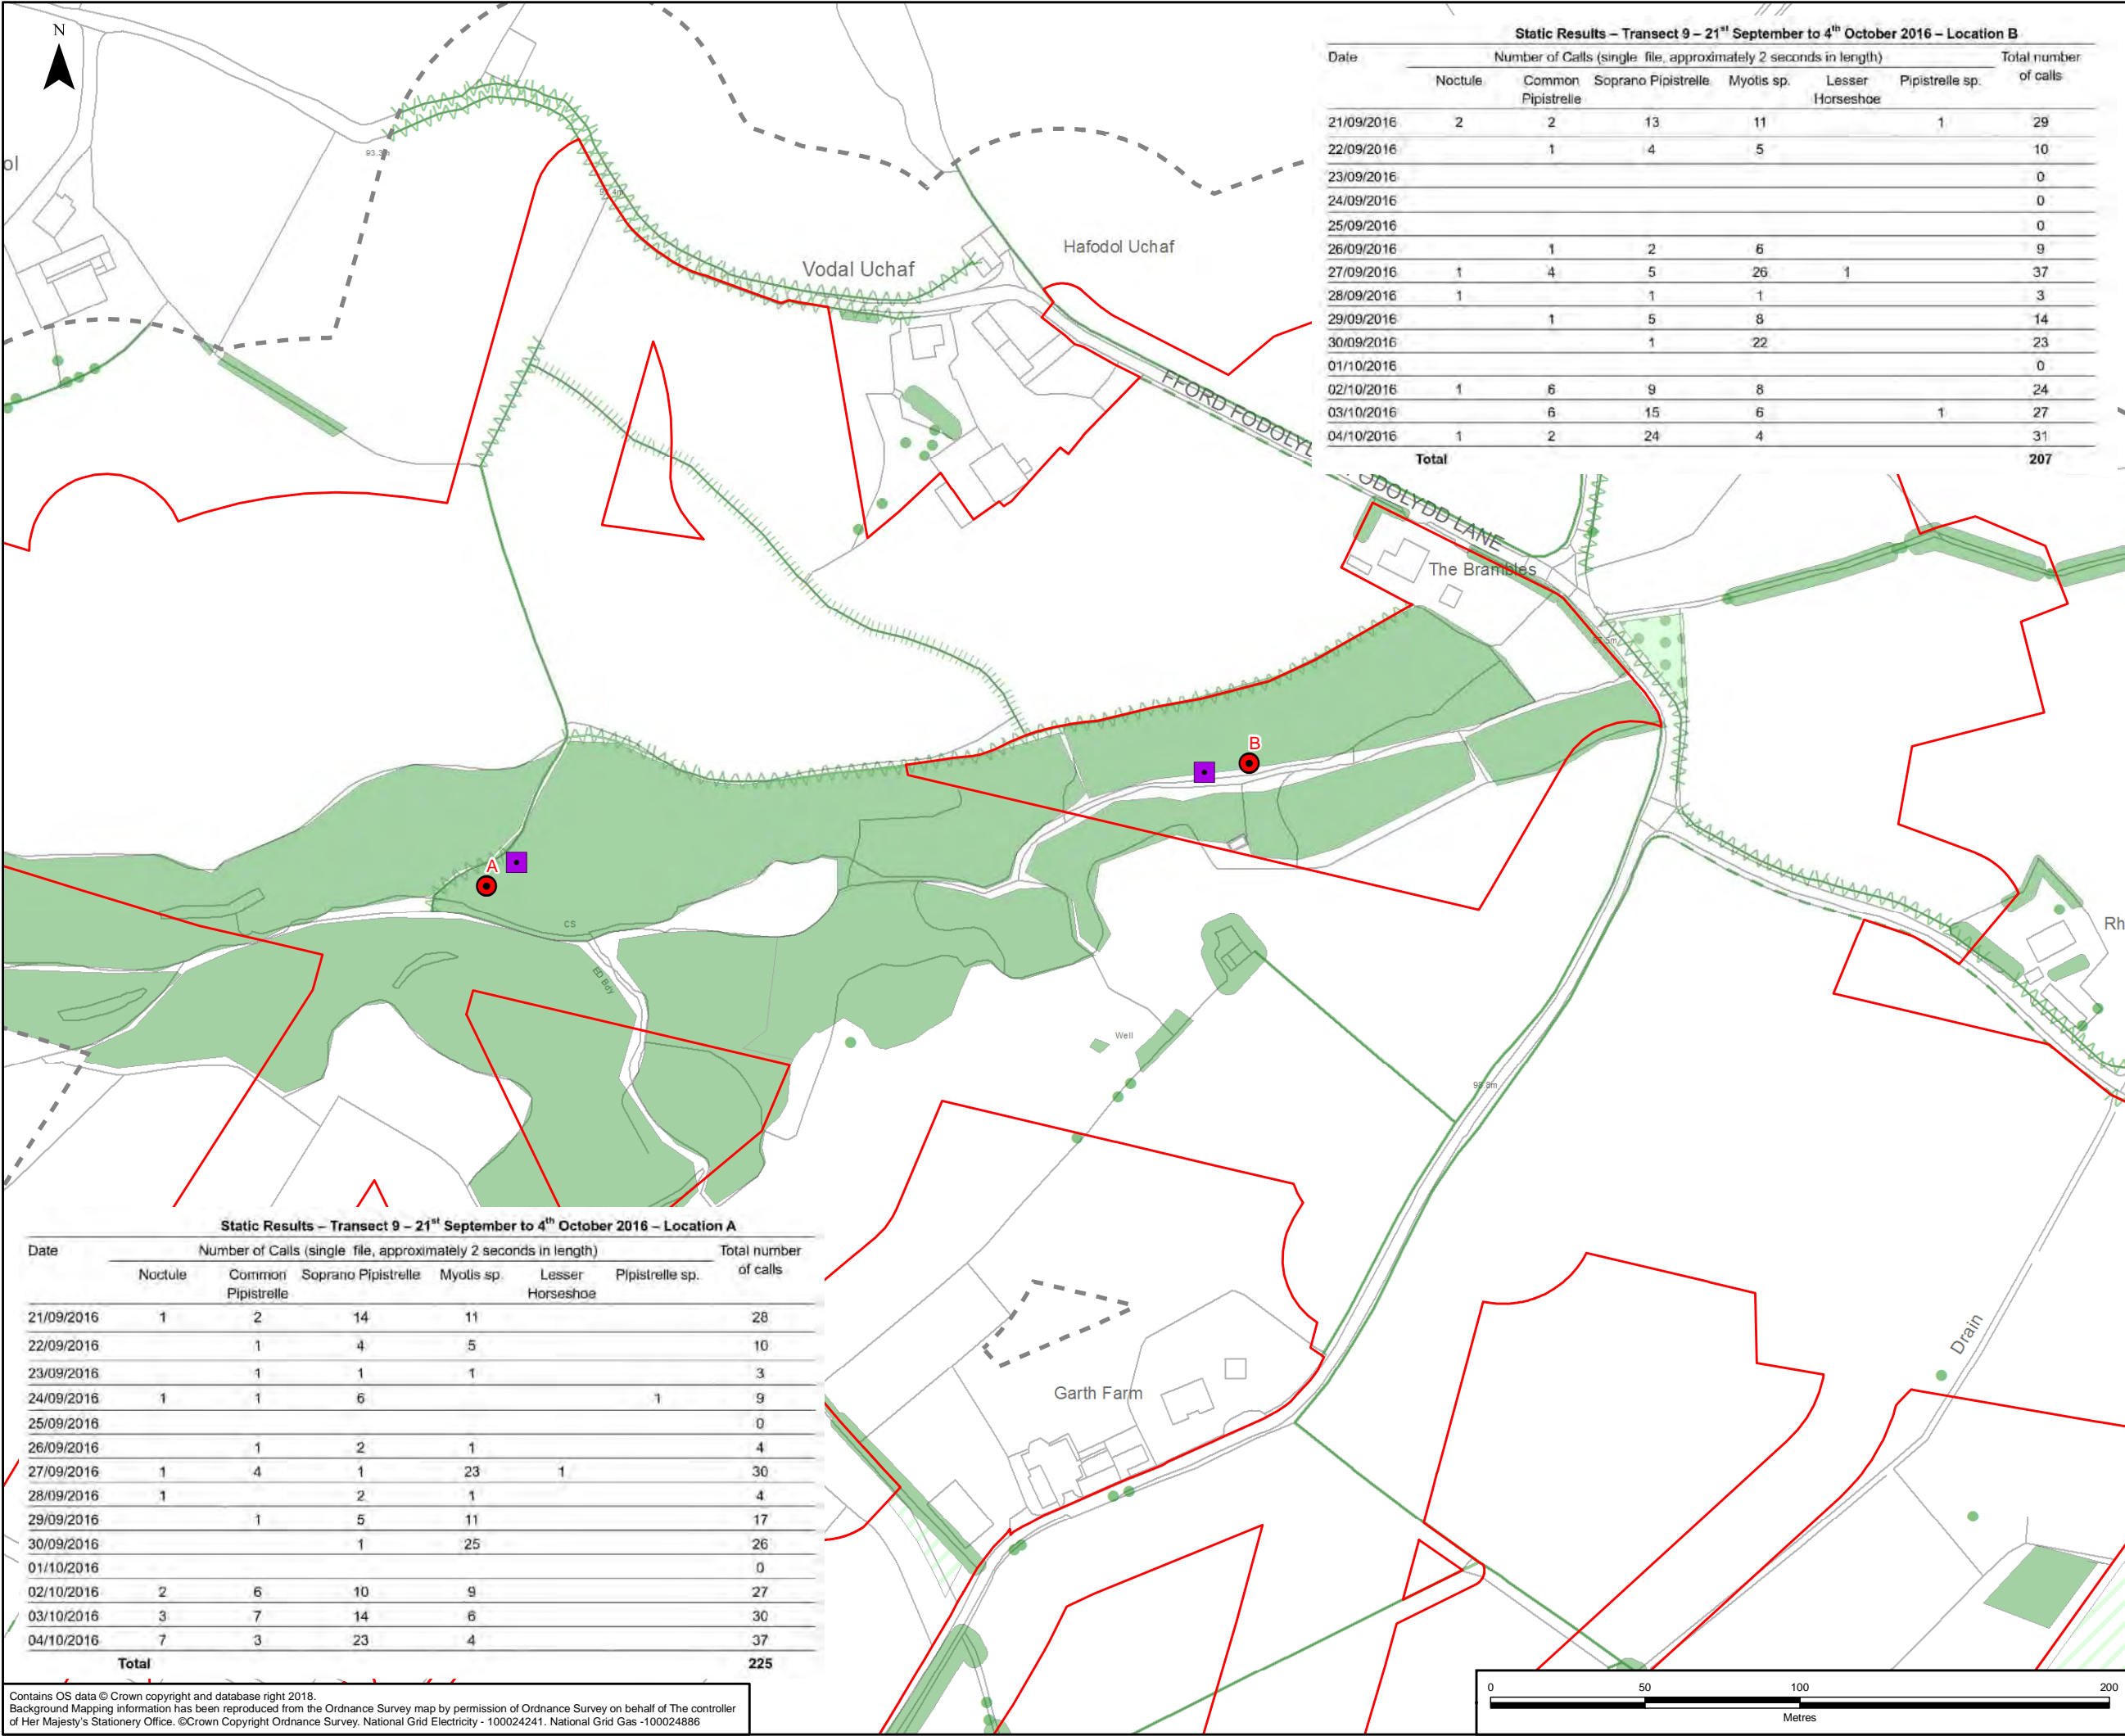 N
Static Results – Transect 9 – 21st September to 4th October 2016 – Location B
Date Number of Calls (single file, approximately 2 seconds in length) Total number of calls
Noctule Common Pipistrelle Soprano Pipistrelle Myotis sp. Lesser Horseshoe Pipistrelle sp.
21/09/2016 2 2 13 11 1 29
22/09/2016 1 4 5 10
23/09/2016 0
24/09/2016 0
25/09/2016 0
26/09/2016 1 2 6 9
27/09/2016 1 4 5 26 1 37
28/09/2016 1 1 1 3
29/09/2016 1 5 8 14
30/09/2016 1 22 23
01/10/2016 0
02/10/2016 1 6 9 8 24
03/10/2016 6 15 6 1 27
04/10/2016 1 2 24 4 31
Total 207
ol
Hafodol Uchaf
Vodal Uchaf
FFORD FODOLY
ODOLYDD LANE
The Brambles
B
A
CS
ED Bdy
Rh
Well
Garth Farm
Drain
Static Results – Transect 9 – 21st September to 4th October 2016 – Location A
Date Number of Calls (single file, approximately 2 seconds in length) Total number of calls
Noctule Common Pipistrelle Soprano Pipistrelle Myotis sp. Lesser Horseshoe Pipistrelle sp.
21/09/2016 1 2 14 11 28
22/09/2016 1 4 5 10
23/09/2016 1 1 1 3
24/09/2016 1 1 6 1 9
25/09/2016 0
26/09/2016 1 2 1 4
27/09/2016 1 4 1 23 1 30
28/09/2016 1 2 1 4
29/09/2016 1 5 11 17
30/09/2016 1 25 26
01/10/2016 0
02/10/2016 2 6 10 9 27
03/10/2016 3 7 14 6 30
04/10/2016 7 3 23 4 37
Total 225
Contains OS data © Crown copyright and database right 2018.
Background Mapping information has been reproduced from the Ordnance Survey map by permission of Ordnance Survey on behalf of The controller
of Her Majesty's Stationery Office. ©Crown Copyright Ordnance Survey. National Grid Electricity - 100024241. National Grid Gas -100024886
0 50 100 200
Metres